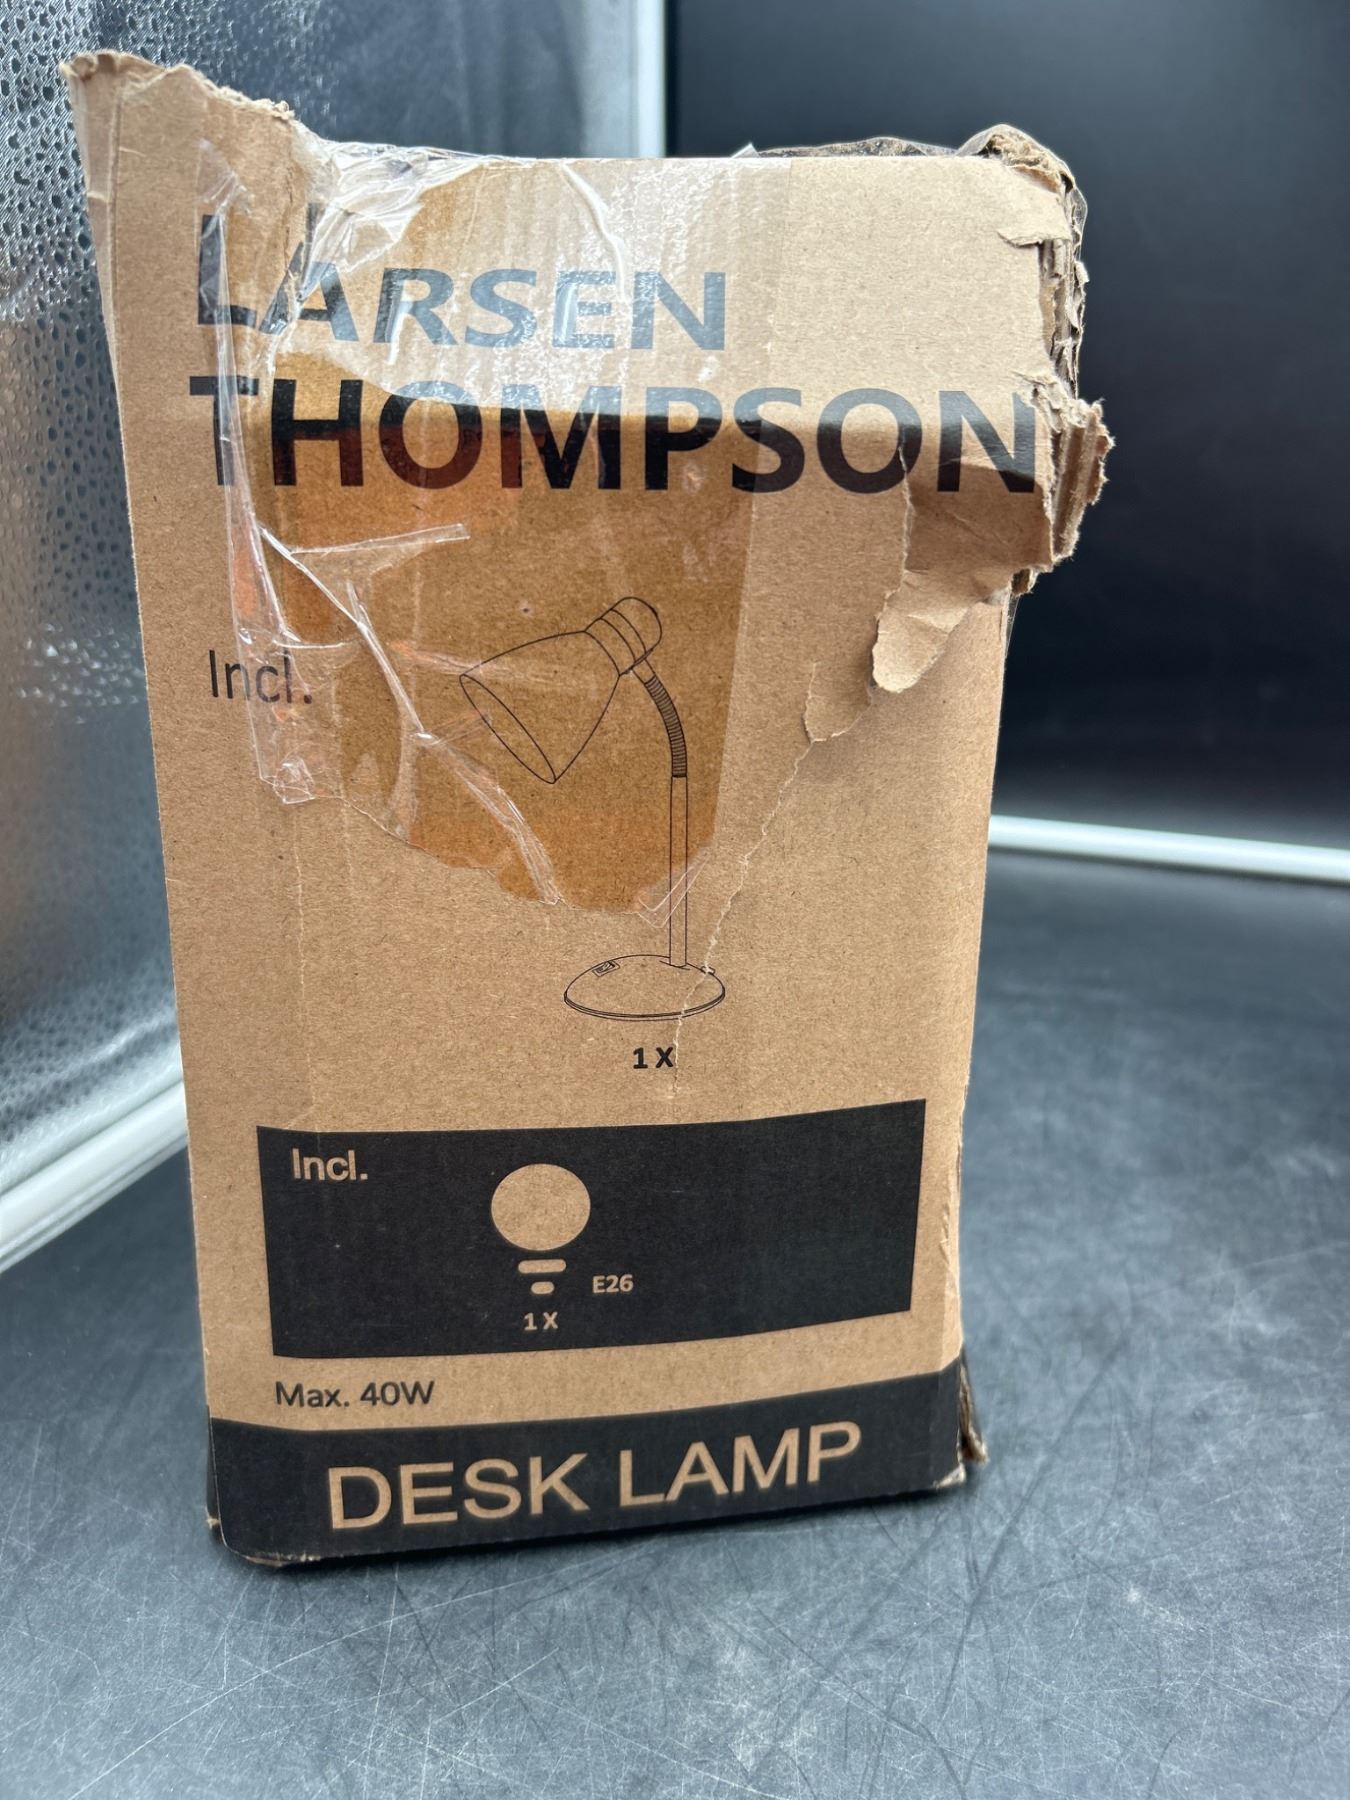 LARSEN
THOMPSON
Incl.
1 X
Incl.
E26
1 X
Max. 40W
DESK LAMP